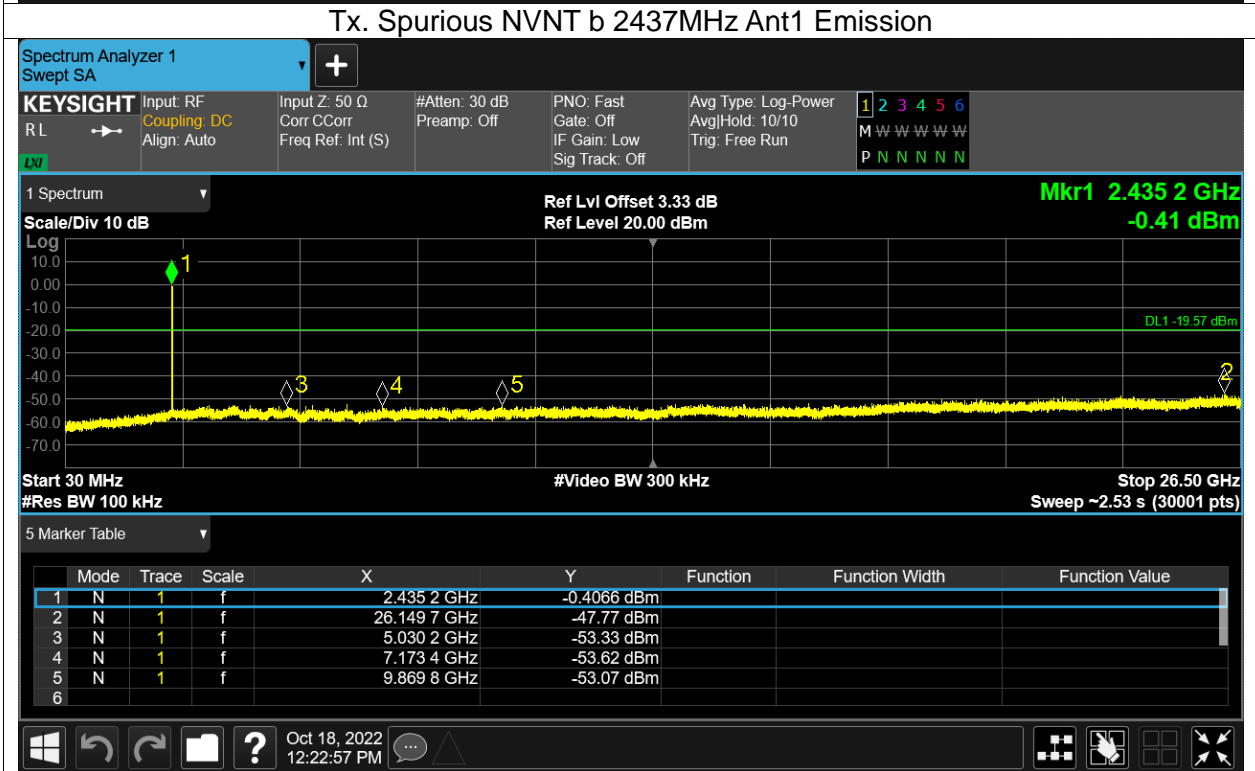 Tx. Spurious NVNT b 2437MHz Ant1 Emission
Spectrum Analyzer 1
Swept SA
KEYSIGHT Input: RF Input Z: 50 Ω #Atten: 30 dB PNO: Fast Avg Type: Log-Power 1 2 3 4 5 6
RL Coupling: DC Corr CCorr Preamp: Off Gate: Off Avg|Hold: 10/10 M W W W W W
Align: Auto Freq Ref: Int (S) IF Gain: Low Trig: Free Run
LXI Sig Track: Off P N N N N N
1 Spectrum Ref Lvl Offset 3.33 dB Mkr1 2.435 2 GHz
Scale/Div 10 dB Ref Level 20.00 dBm -0.41 dBm
Log
10.0
1
0.00
-10.0
DL1 -19.57 dBm
-20.0
-30.0
-40.0
3 4 5 2
-50.0
-60.0
-70.0
Start 30 MHz #Video BW 300 kHz Stop 26.50 GHz
#Res BW 100 kHz Sweep ~2.53 s (30001 pts)
5 Marker Table
Mode Trace Scale X Y Function Function Width Function Value
1 N 1 f 2.435 2 GHz -0.4066 dBm
2 N 1 f 26.149 7 GHz -47.77 dBm
3 N 1 f 5.030 2 GHz -53.33 dBm
4 N 1 f 7.173 4 GHz -53.62 dBm
5 N 1 f 9.869 8 GHz -53.07 dBm
6
? Oct 18, 2022
12:22:57 PM